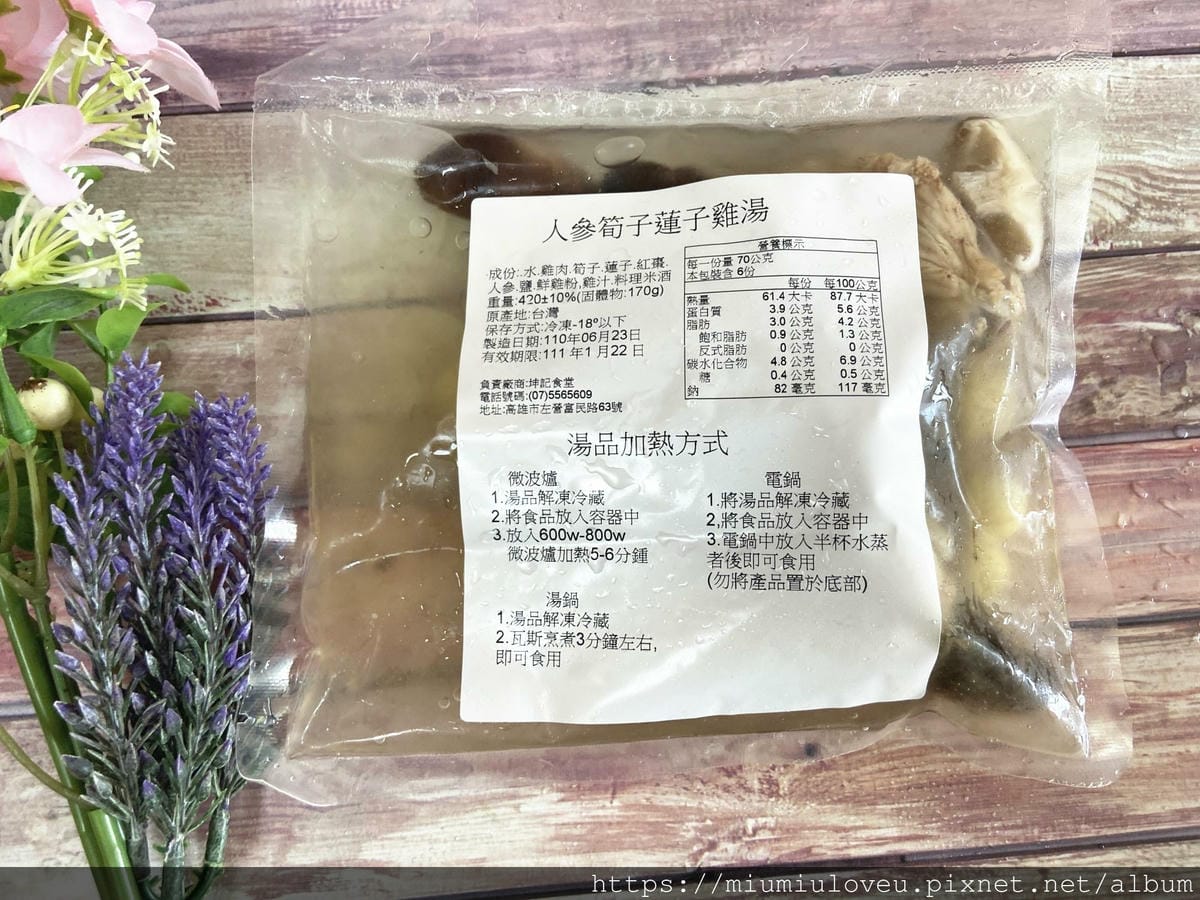 人參筍子蓮子雞湯
成份:.水.雞肉.筍子.蓮子.紅棗.
人參.鹽.鮮雞粉,雞汁.料理米酒
重量:420±10%(固體物:170g)
原產地:台灣
保存方式:冷凍-18º以下
製造日期:110年06月23日
有效期限:111 年1月22 日
負責廠商:坤記食堂
電話號碼:(07)5565609
地址:高雄市左營富民路63號
營養標示
每一份量 70公克
本包裝含 6份
每份 每100公克
熱量 61.4 大卡 87.7 大卡
蛋白質 3.9 公克 5.6 公克
脂肪 3.0 公克 4.2 公克
飽和脂肪 0.9 公克 1.3 公克
反式脂肪 0 公克 0 公克
碳水化合物 4.8 公克 6.9 公克
糖 0.4 公克 0.5 公克
鈉 82 毫克 117 毫克
湯品加熱方式
微波爐
1.湯品解凍冷藏
2.將食品放入容器中
3.放入600w-800w
微波爐加熱5-6分鍾
電鍋
1.將湯品解凍冷藏
2,將食品放入容器中
3.電鍋中放入半杯水蒸
者後即可食用
(勿將產品置於底部)
湯鍋
1.湯品解凍冷藏
2.瓦斯烹煮3分鐘左右,
即可食用
https://miumiuloveu.pixnet.net/album